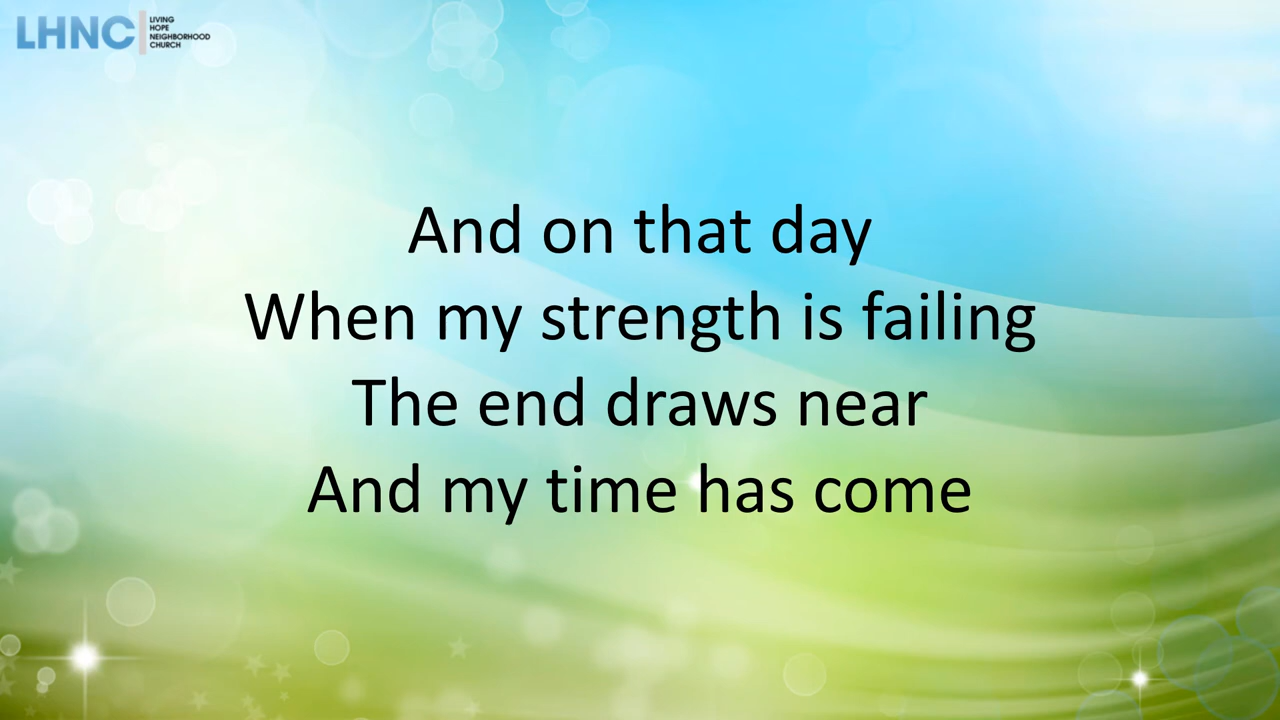 LHNC
LIVING
HOPE
NEIGHBORHOOD
CHURCH
And on that day
When my strength is failing
The end draws near
And my time has come